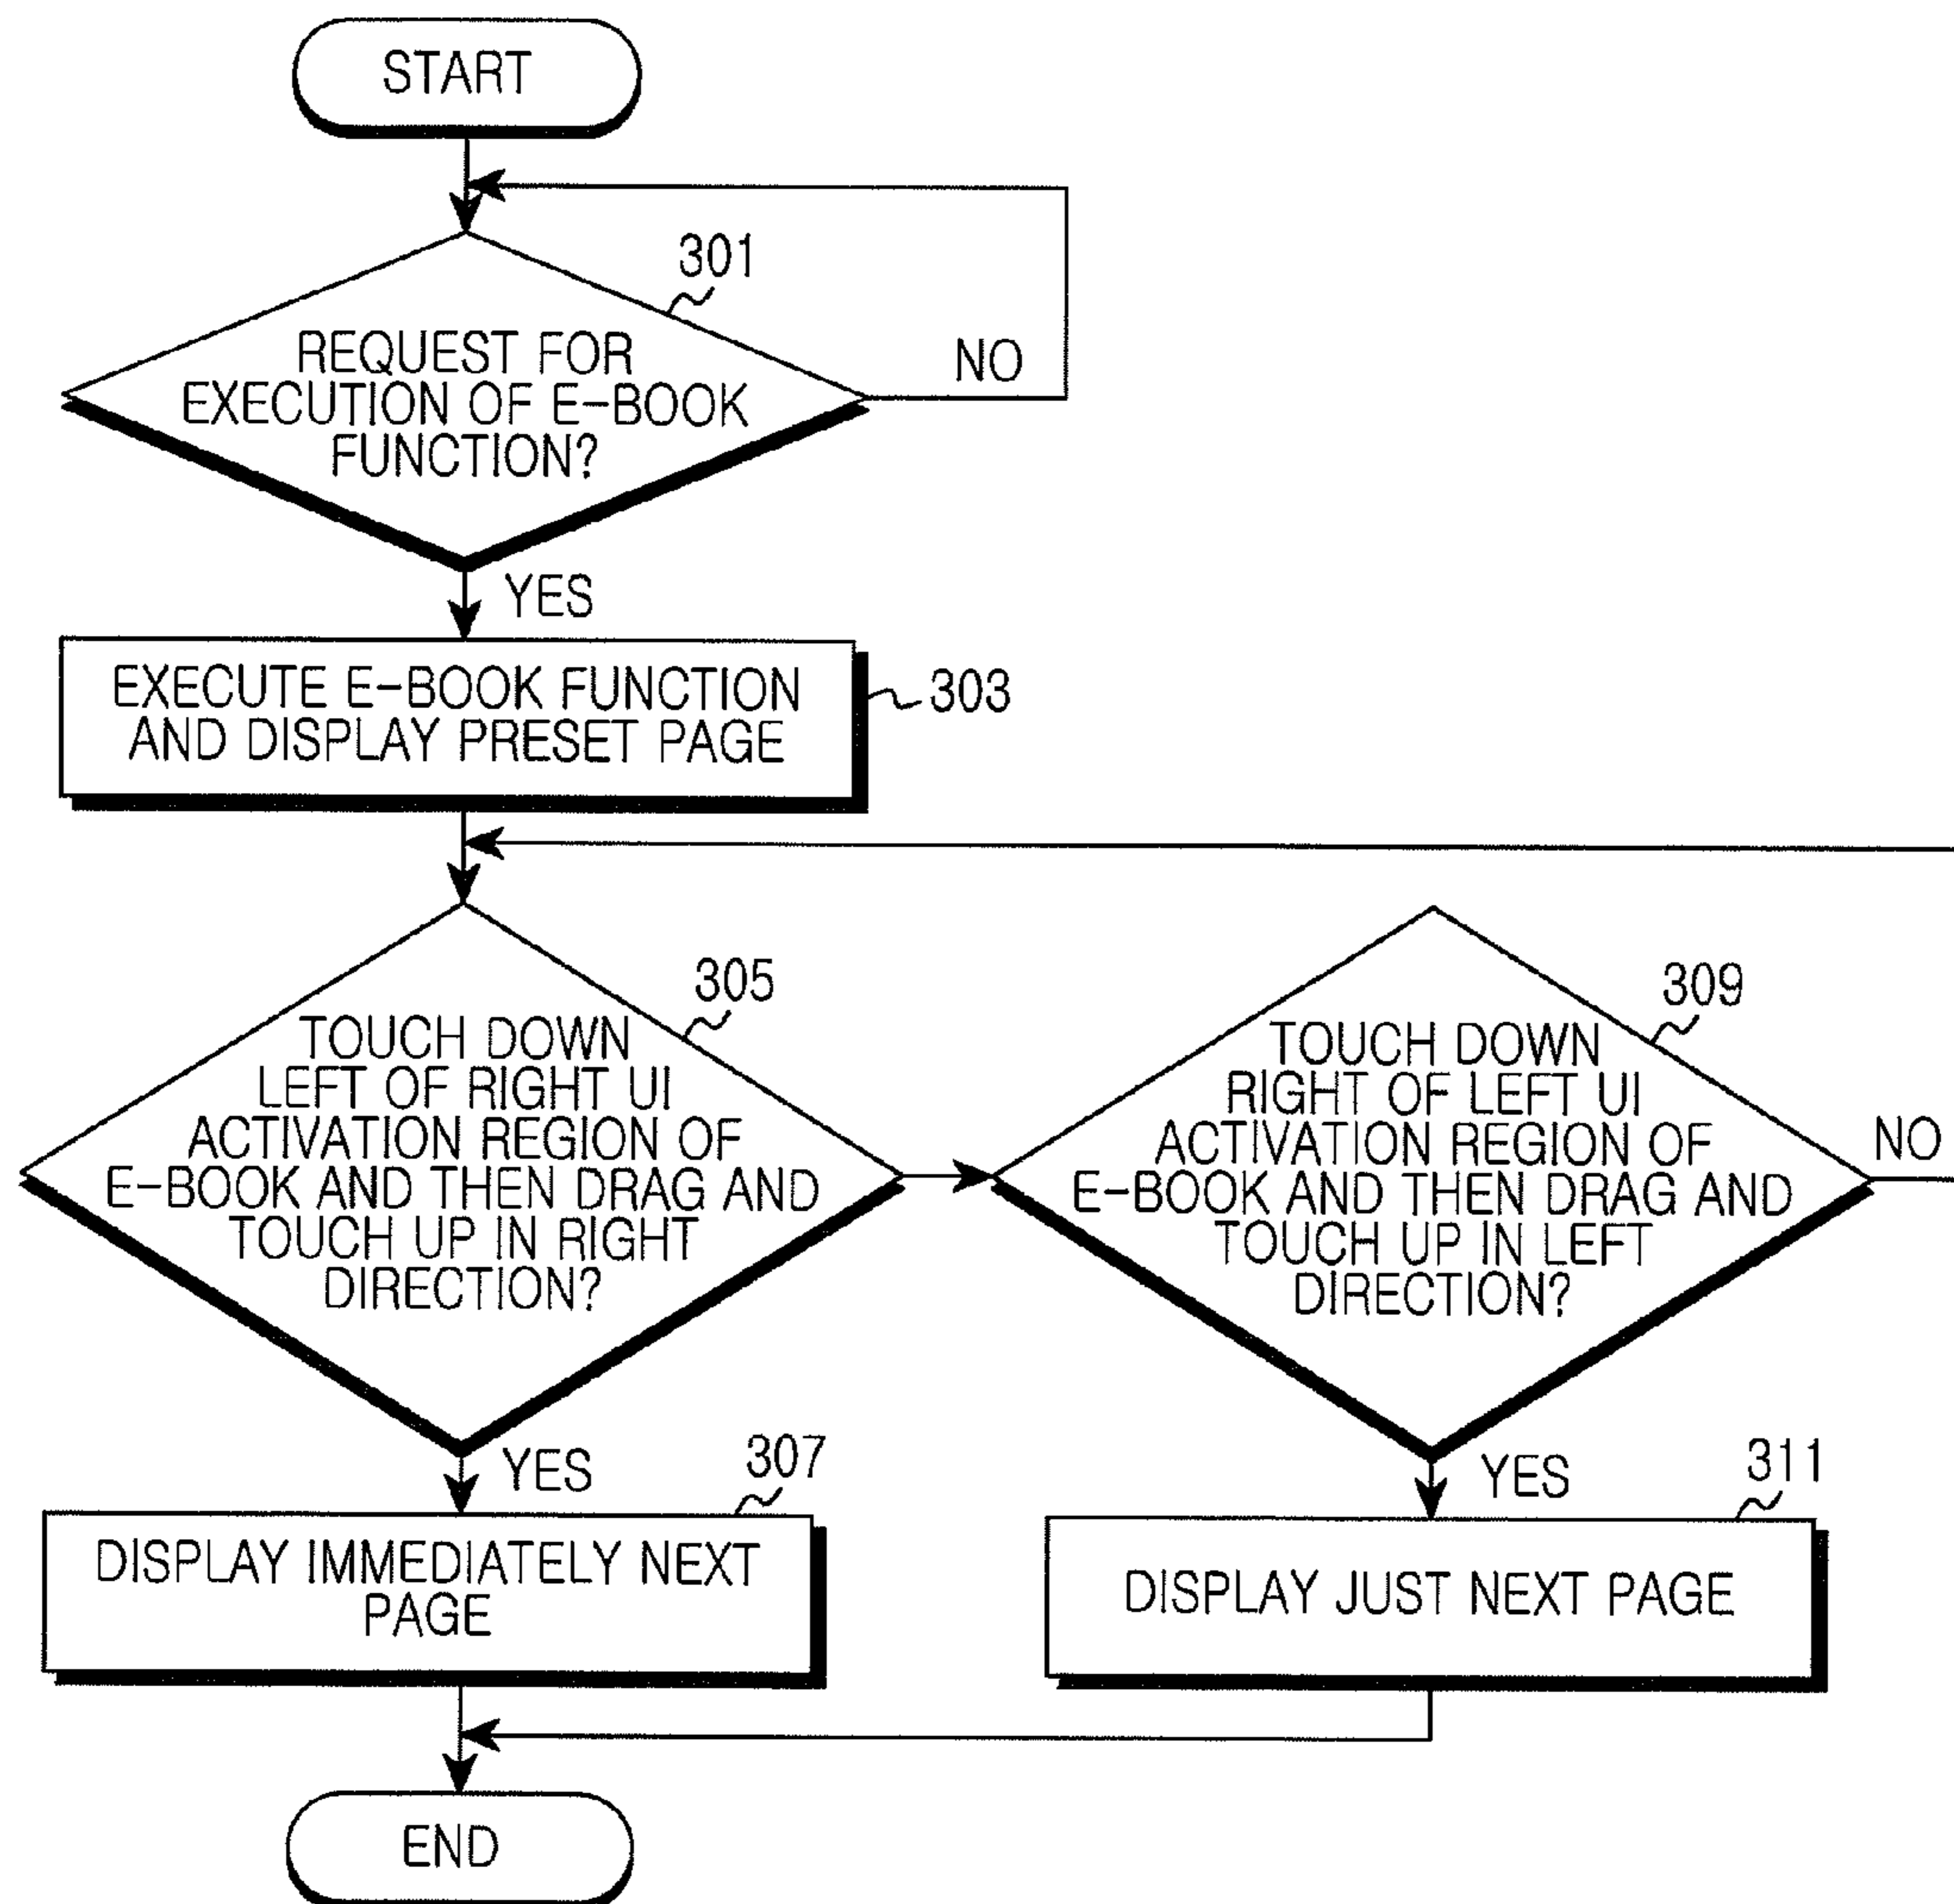 START
301
REQUEST FOR
EXECUTION OF E-BOOK
FUNCTION?
NO
YES
EXECUTE E-BOOK FUNCTION
AND DISPLAY PRESET PAGE
303
305
TOUCH DOWN
LEFT OF RIGHT UI
ACTIVATION REGION OF
E-BOOK AND THEN DRAG AND
TOUCH UP IN RIGHT
DIRECTION?
309
TOUCH DOWN
RIGHT OF LEFT UI
ACTIVATION REGION OF
E-BOOK AND THEN DRAG AND
TOUCH UP IN LEFT
DIRECTION?
NO
YES
307
DISPLAY IMMEDIATELY NEXT
PAGE
YES
311
DISPLAY JUST NEXT PAGE
END